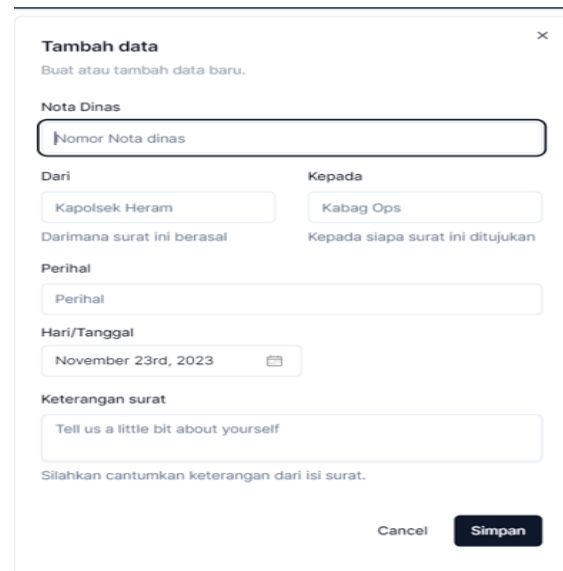 Tambah data
Buat atau tambah data baru.
Nota Dinas
Nomor Nota dinas
Dari Kepada
Kapolsek Heram Kabag Ops
Darimana surat ini berasal Kepada siapa surat ini ditujukan
Perihal
Perihal
Hari/Tanggal
November 23rd, 2023
Keterangan surat
Tell us a little bit about yourself
Silahkan cantumkan keterangan dari isi surat.
Cancel Simpan